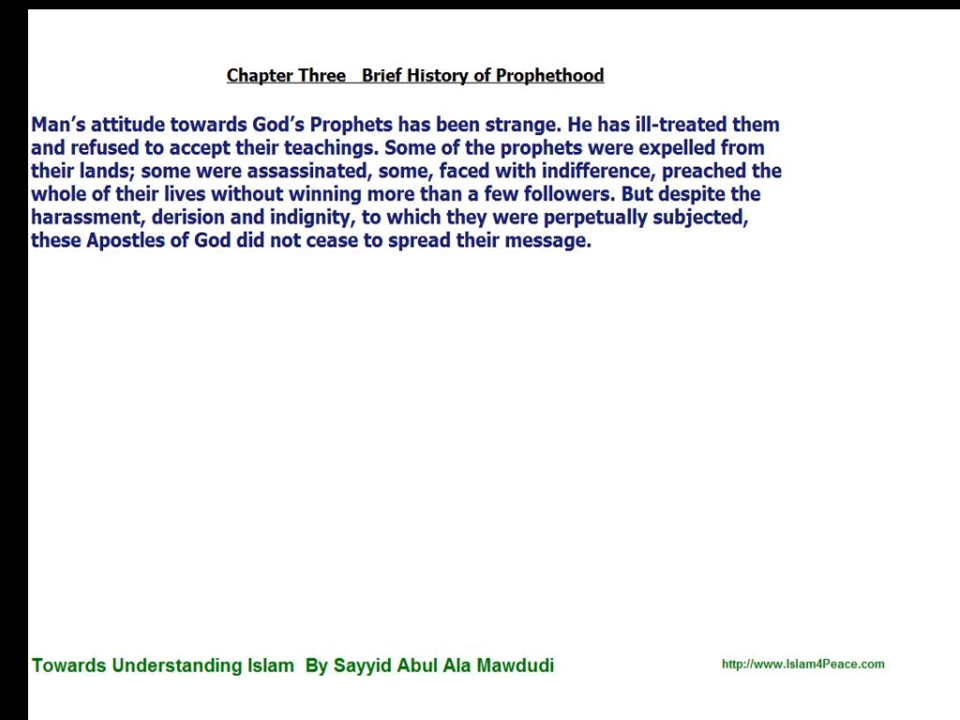 Chapter Three   Brief History of Prophethood
Man’s attitude towards God’s Prophets has been strange. He has ill-treated them
and refused to accept their teachings. Some of the prophets were expelled from
their lands; some were assassinated, some, faced with indifference, preached the
whole of their lives without winning more than a few followers. But despite the
harassment, derision and indignity, to which they were perpetually subjected,
these Apostles of God did not cease to spread their message.
Towards Understanding Islam  By Sayyid Abul Ala Mawdudi
http://www.Islam4Peace.com